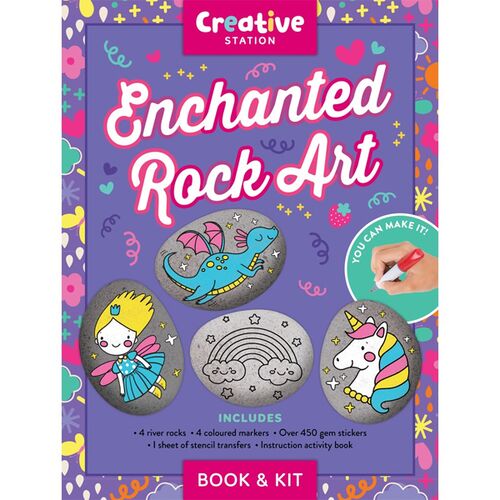 Creative
STATION
Enchanted
Rock Art
YOU CAN MAKE IT!
INCLUDES
• 4 river rocks • 4 coloured markers • Over 450 gem stickers
• 1 sheet of stencil transfers • Instruction activity book
BOOK & KIT